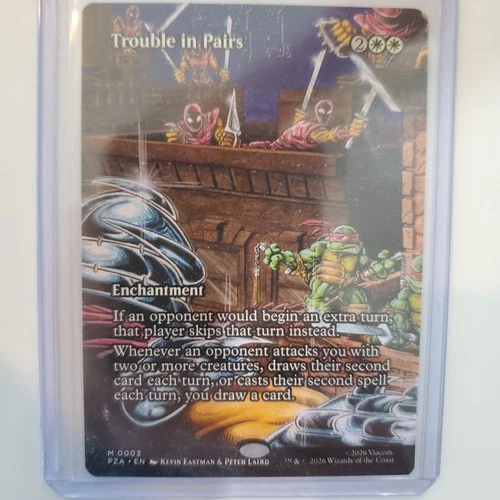 Trouble in Pairs
2
Enchantment
If an opponent would begin an extra turn,
that player skips that turn instead.
Whenever an opponent attacks you with
two or more creatures, draws their second
card each turn, or casts their second spell
each turn, you draw a card.
M 0003
PZA • EN KEVIN EASTMAN & PETER LAIRD
© 2026 Viacom.
™ & © 2026 Wizards of the Coast